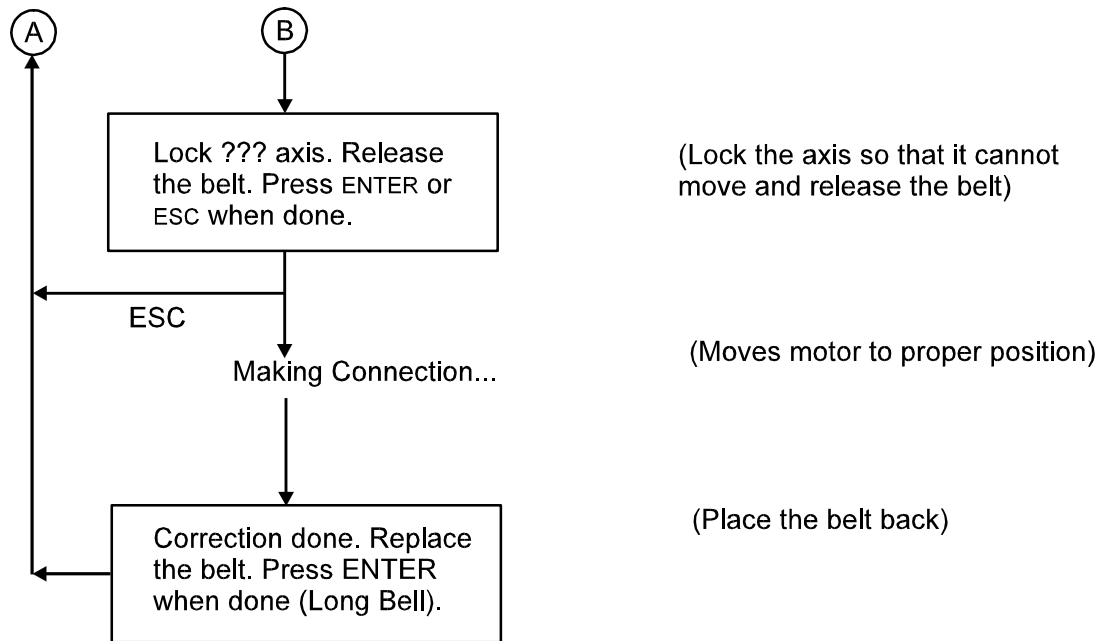 A
B
Lock ??? axis. Release
the belt. Press ENTER or
ESC when done.
(Lock the axis so that it cannot
move and release the belt)
ESC
Making Connection...
(Moves motor to proper position)
Correction done. Replace
the belt. Press ENTER
when done (Long Bell).
(Place the belt back)